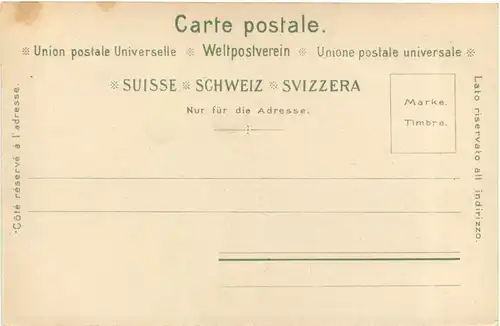 Carte postale.
※ Union postale Universelle ※ Weltpostverein ※ Unione postale universale ※
※ SUISSE ※ SCHWEIZ ※ SVIZZERA
Nur für die Adresse.
Marke.
Timbre.
Côté réservé à l'adresse.
Lato riservato all indirizzo.